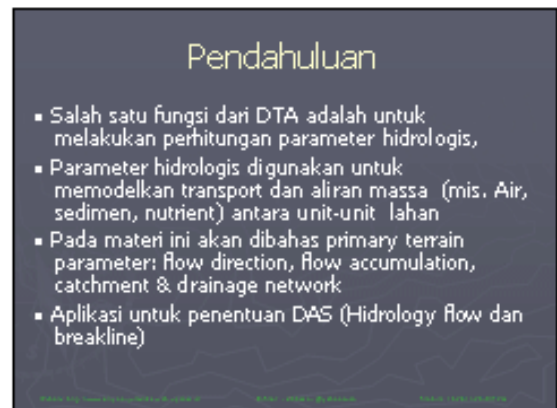 Pendahuluan
▪ Salah satu fungsi dari DTA adalah untuk
melakukan perhitungan parameter hidrologis,
▪ Parameter hidrologis digunakan untuk
memodelkan transport dan aliran massa (mis. Air,
sedimen, nutrient) antara unit-unit lahan
▪ Pada materi ini akan dibahas primary terrain
parameter: flow direction, flow accumulation,
catchment & drainage network
▪ Aplikasi untuk penentuan DAS (Hidrology flow dan
breakline)